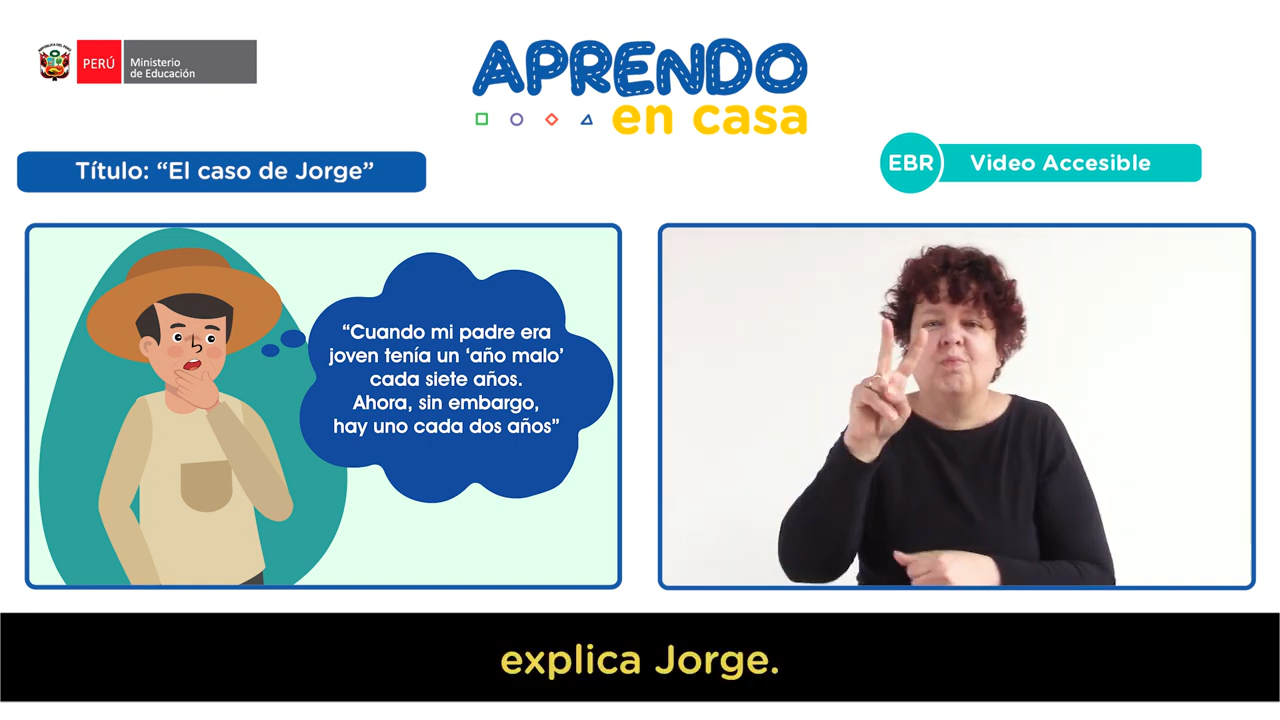 PERÚ
Ministerio
de Educación
APRENDO
en casa
Título: “El caso de Jorge”
EBR
Video Accesible
“Cuando mi padre era
joven tenía un ‘año malo’
cada siete años.
Ahora, sin embargo,
hay uno cada dos años”
explica Jorge.